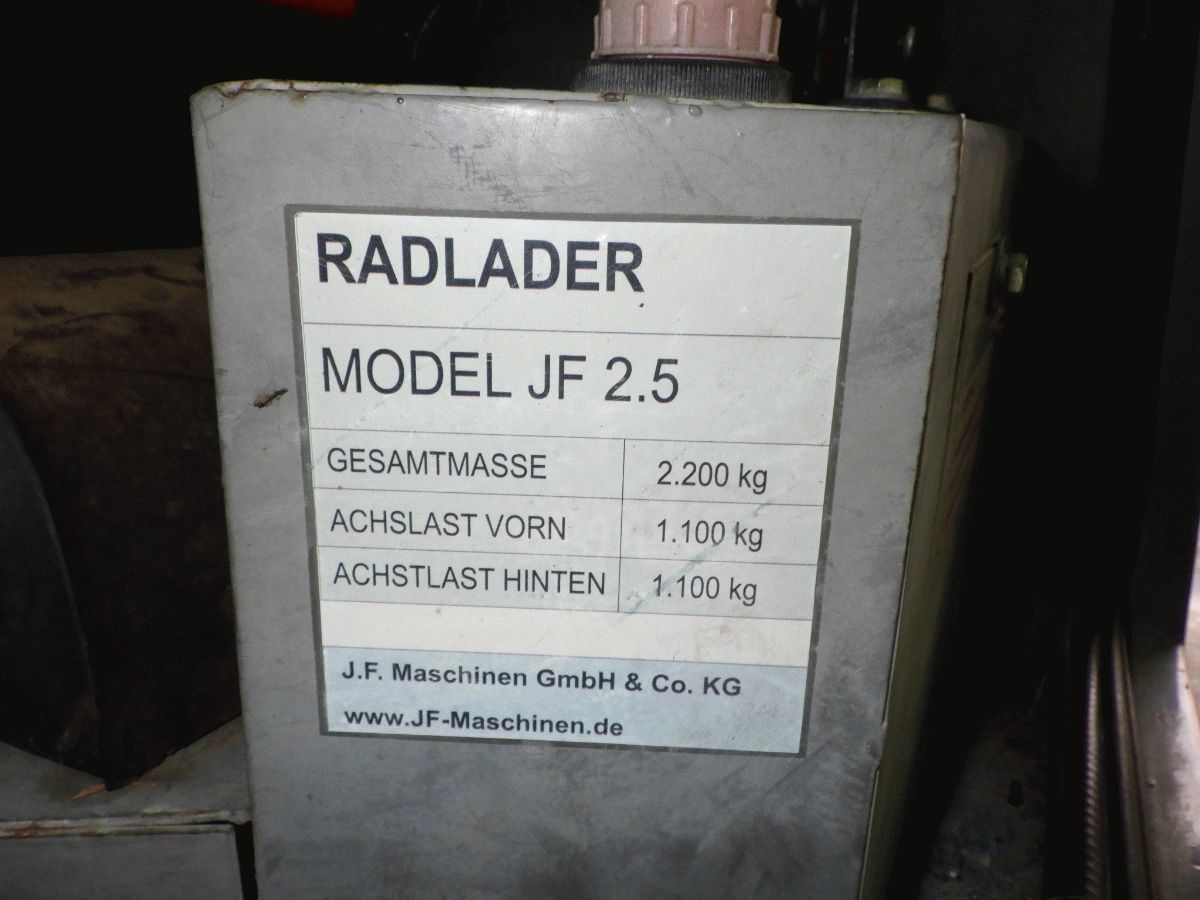 RADLADER
MODEL JF 2.5
GESAMTMASSE 2.200 kg
ACHSLAST VORN 1.100 kg
ACHSTLAST HINTEN 1.100 kg
J.F. Maschinen GmbH & Co. KG
www.JF-Maschinen.de